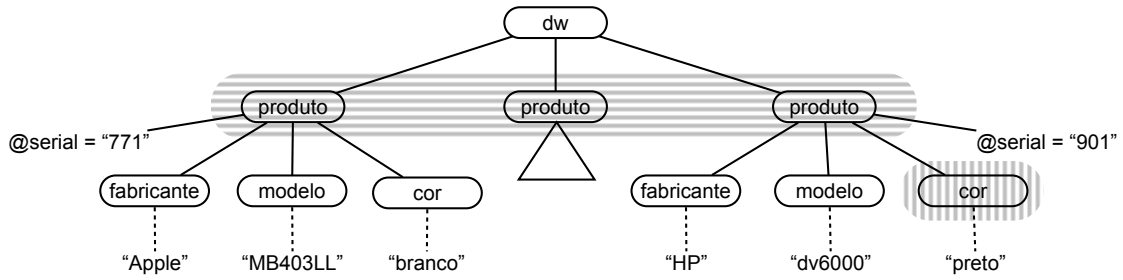 dw
produto produto produto
@serial = “771” @serial = “901”
fabricante modelo cor fabricante modelo cor
“Apple” “MB403LL” “branco” “HP” “dv6000” “preto”